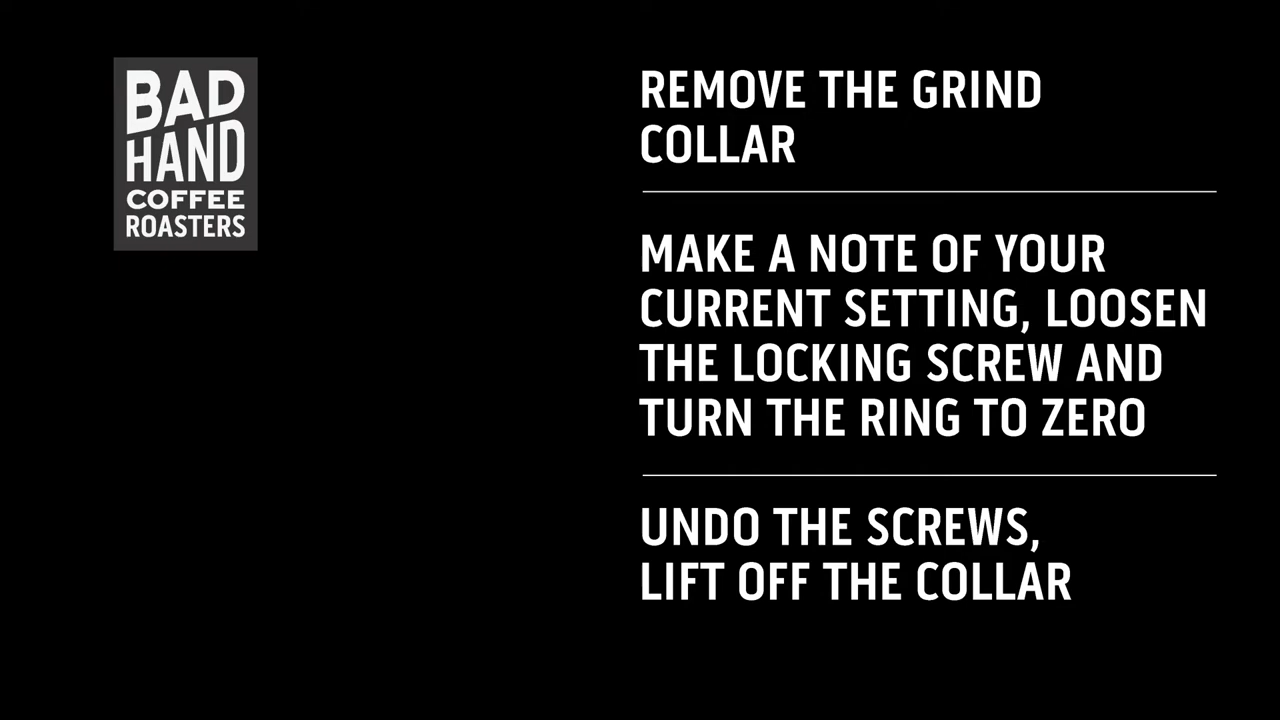 BAD
HAND
COFFEE
ROASTERS
REMOVE THE GRIND
COLLAR
MAKE A NOTE OF YOUR
CURRENT SETTING, LOOSEN
THE LOCKING SCREW AND
TURN THE RING TO ZERO
UNDO THE SCREWS,
LIFT OFF THE COLLAR